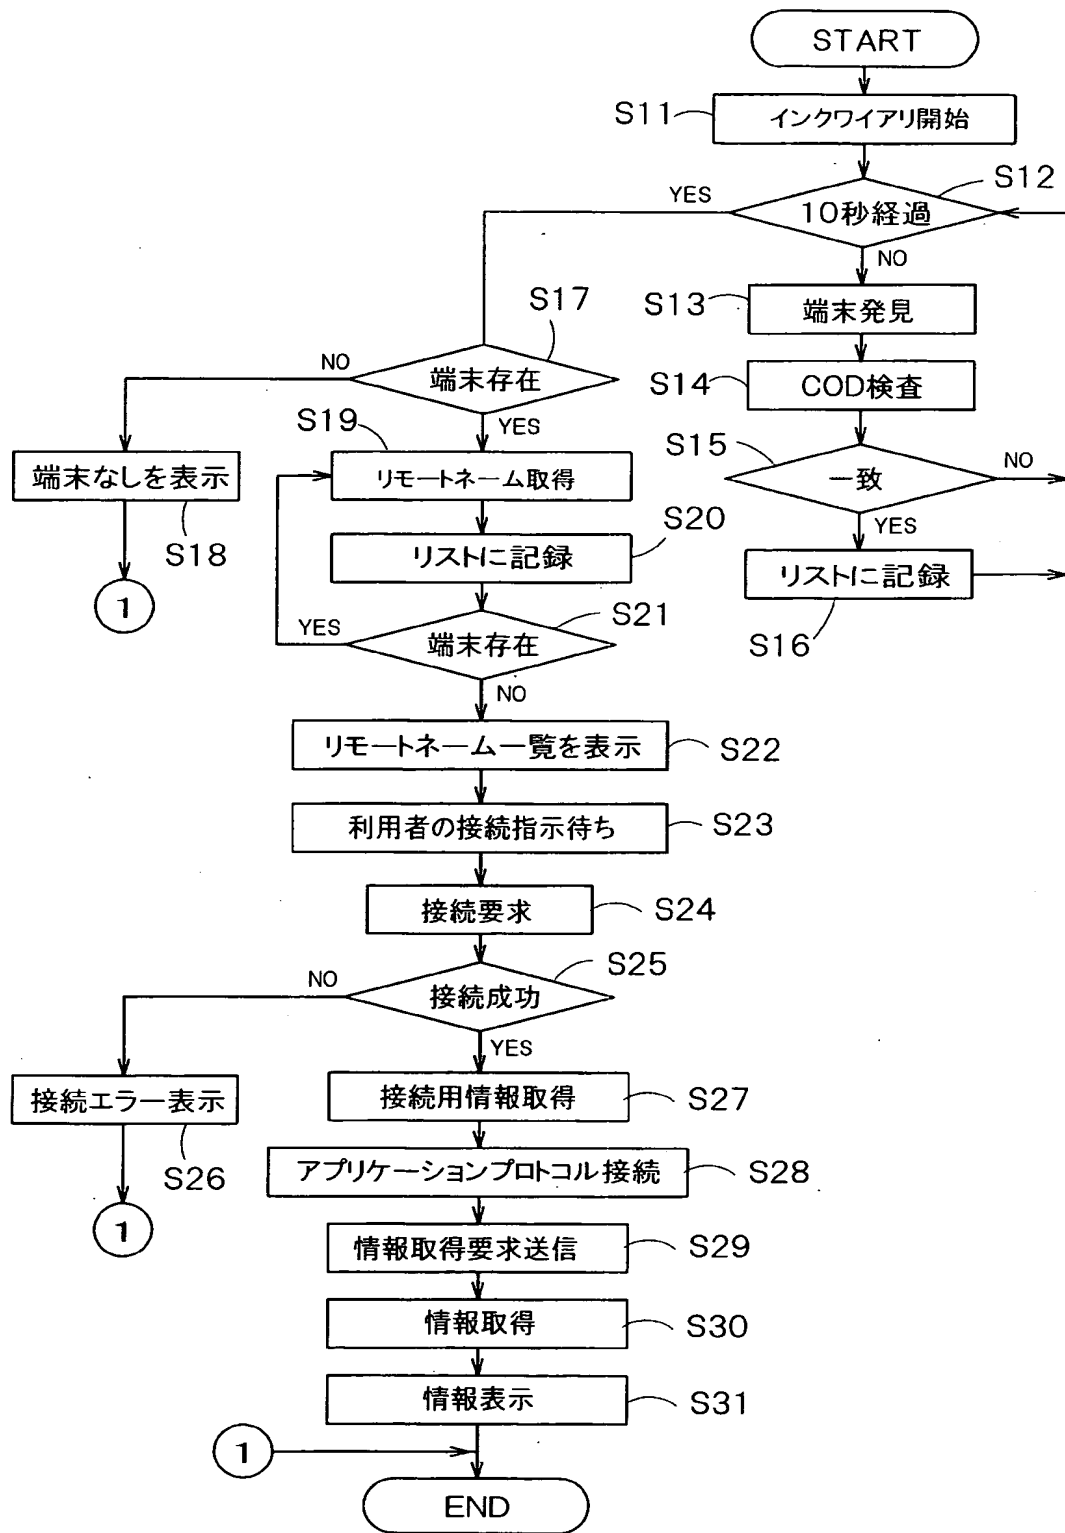 START
S11
インクワイアリ開始
S12
YES
10秒経過
NO
S13
端末発見
S14
COD検査
S15
一致
NO
YES
リストに記録
S16
S17
NO
端末存在
YES
端末なしを表示
S18
1
S19
リモートネーム取得
S20
リストに記録
S21
YES
端末存在
NO
リモートネーム一覧を表示
S22
利用者の接続指示待ち
S23
接続要求
S24
S25
NO
接続成功
YES
接続エラー表示
S26
1
接続用情報取得
S27
アプリケーションプロトコル接続
S28
情報取得要求送信
S29
情報取得
S30
情報表示
S31
1
END